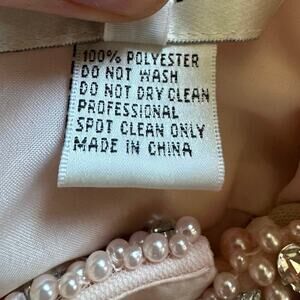 100% POLYESTER
DO NOT WASH
DO NOT DRY CLEAN
PROFESSIONAL
SPOT CLEAN ONLY
MADE IN CHINA